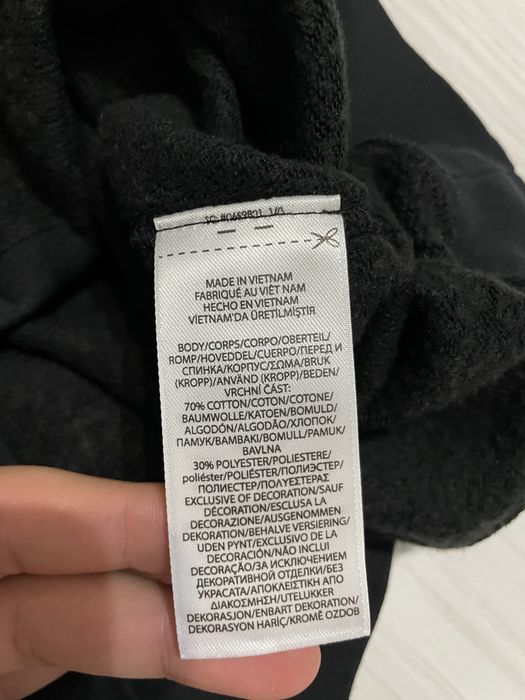 MADE IN VIETNAM
FABRIQUÉ AU VIÊT NAM
HECHO EN VIETNAM
VIETNAM'DA ÜRETİLMİŞTİR
BODY/CORPS/CORPO/OBERTEIL/
ROMP/HOVEDDEL/CUERPO/ПЕРЕД И
СПИНКА/КОРПУС/ΣΩΜΑ/BRUK
(KROPP)/ANVÄND (KROPP)/BEDEN/
VRCHNÍ ČÁST:
70% COTTON/COTON/COTONE/
BAUMWOLLE/KATOEN/BOMULD/
ALGODÓN/ALGODÃO/ХЛОПОК/
ПАМУК/ΒΑΜΒΑΚΙ/BOMULL/PAMUK/
BAVLNA
30% POLYESTER/POLIESTERE/
poliéster/POLIÉSTER/ПОЛИЭСТЕР/
ПОЛИЕСТЕР/ΠΟΛΥΕΣΤΕΡΑΣ
EXCLUSIVE OF DECORATION/SAUF
DÉCORATION/ESCLUSA LA
DECORAZIONE/AUSGENOMMEN
DEKORATION/BEHALVE VERSIERING/
UDEN PYNT/EXCLUSIVO DE LA
DECORACIÓN/NÃO INCLUI
DECORAÇÃO/ЗА ИСКЛЮЧЕНИЕМ
ДЕКОРАТИВНОЙ ОТДЕЛКИ/БЕЗ
УКРАСАТА/ΑΠΟΚΛΕΙΣΤΙΚΗ ΑΠΟ
ΔΙΑΚΟΣΜΗΣΗ/UTELUKKER
DEKORASJON/ENBART DEKORATION/
DEKORASYON HARİÇ/KROMĚ OZDOB